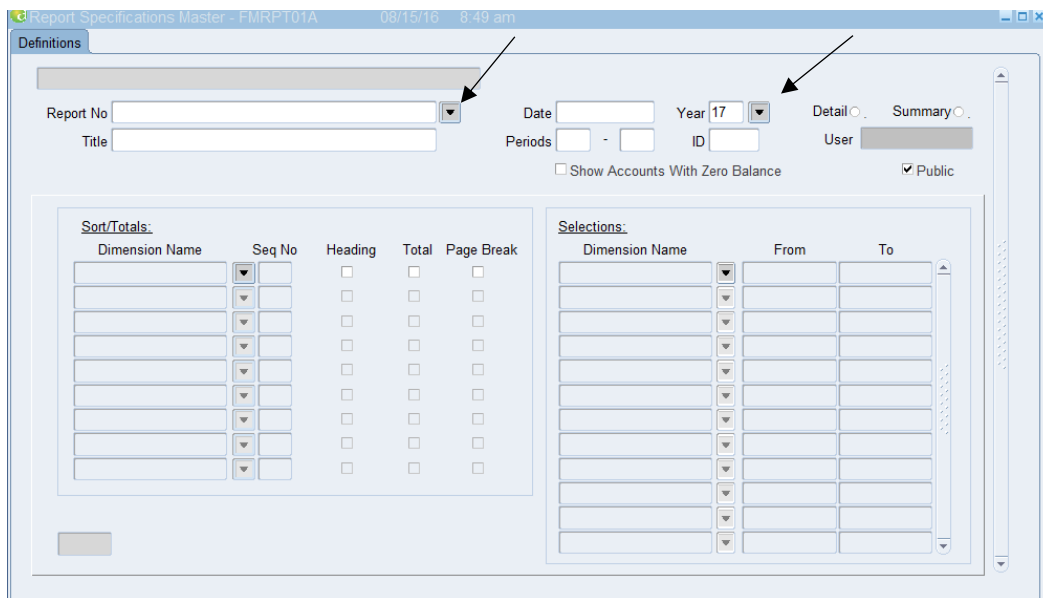 Report Specifications Master - FMRPT01A 08/15/16 8:49 am
Definitions
Report No Date Year 17 Detail . Summary .
Title Periods - ID User
Show Accounts With Zero Balance Public
Sort/Totals: Selections:
Dimension Name Seq No Heading Total Page Break Dimension Name From To